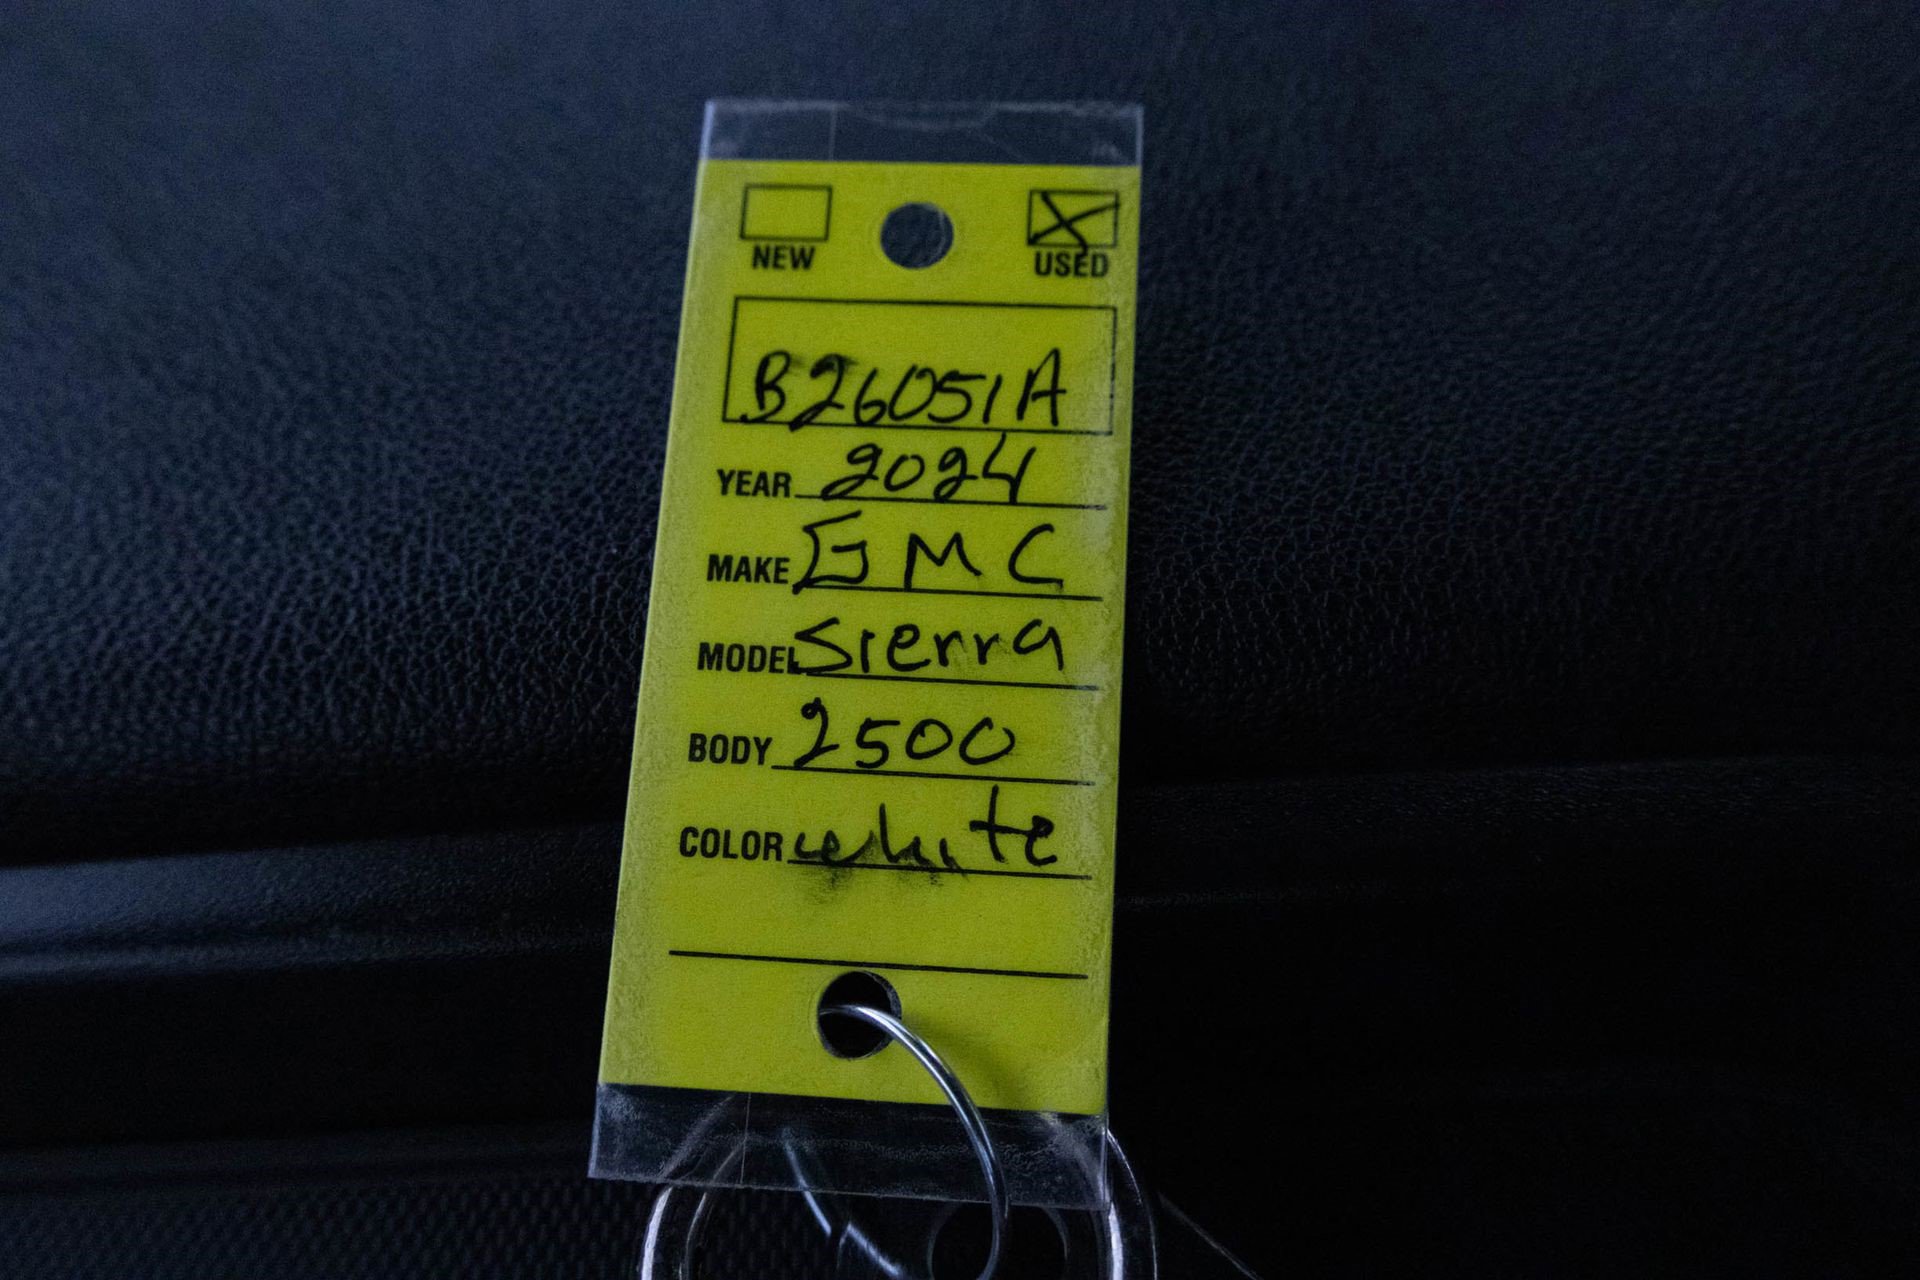 NEW USED
B26051A
YEAR 2024
MAKE GMC
MODEL Sierra
BODY 2500
COLOR white